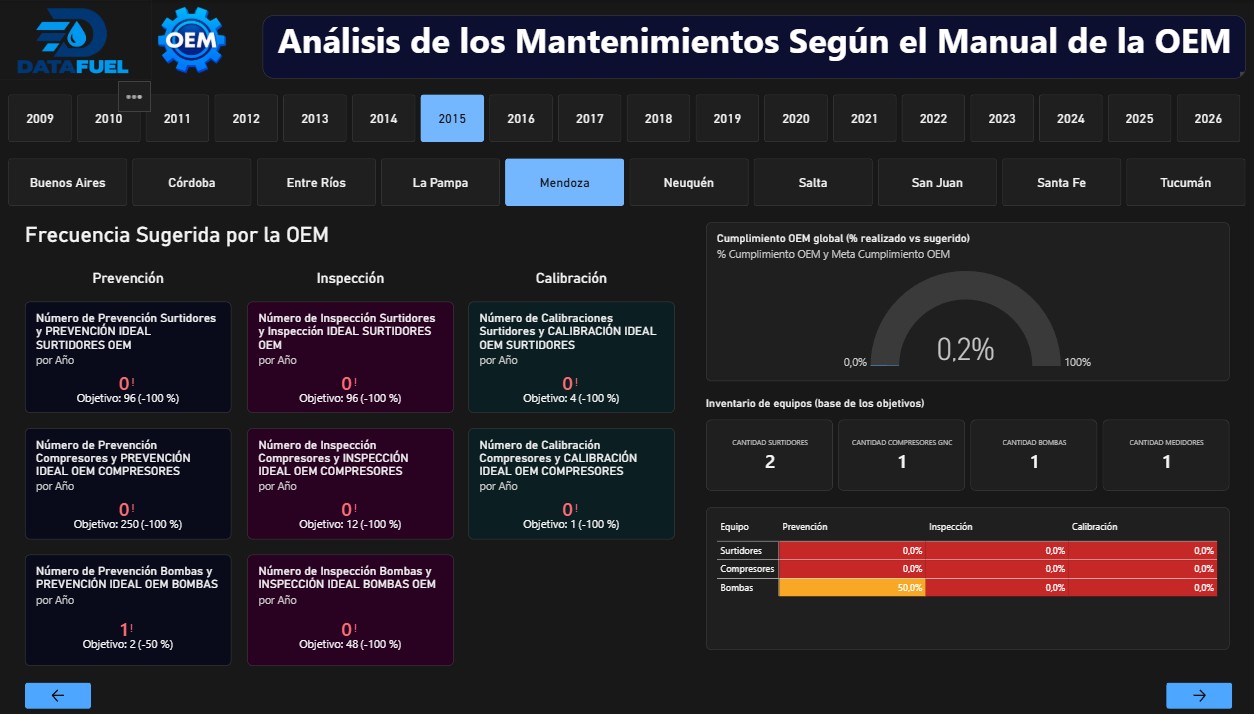 DATAFUEL
OEM
Análisis de los Mantenimientos Según el Manual de la OEM
2009 2010 2011 2012 2013 2014 2015 2016 2017 2018 2019 2020 2021 2022 2023 2024 2025 2026
Buenos Aires Córdoba Entre Ríos La Pampa Mendoza Neuquén Salta San Juan Santa Fe Tucumán
Frecuencia Sugerida por la OEM
Prevención Inspección Calibración
Número de Prevención Surtidores
y PREVENCIÓN IDEAL
SURTIDORES OEM
por Año
0!
Objetivo: 96 (-100 %)
Número de Inspección Surtidores
y Inspección IDEAL SURTIDORES
OEM
por Año
0!
Objetivo: 96 (-100 %)
Número de Calibraciones
Surtidores y CALIBRACIÓN IDEAL
OEM SURTIDORES
por Año
0!
Objetivo: 4 (-100 %)
Número de Prevención
Compresores y PREVENCIÓN
IDEAL OEM COMPRESORES
por Año
0!
Objetivo: 250 (-100 %)
Número de Inspección
Compresores y INSPECCIÓN
IDEAL OEM COMPRESORES
por Año
0!
Objetivo: 12 (-100 %)
Número de Calibración
Compresores y CALIBRACIÓN
IDEAL OEM COMPRESORES
por Año
0!
Objetivo: 1 (-100 %)
Número de Prevención Bombas y
PREVENCIÓN IDEAL OEM BOMBAS
por Año
1!
Objetivo: 2 (-50 %)
Número de Inspección Bombas y
INSPECCIÓN IDEAL BOMBAS OEM
por Año
0!
Objetivo: 48 (-100 %)
Cumplimiento OEM global (% realizado vs sugerido)
% Cumplimiento OEM y Meta Cumplimiento OEM
0,2%
0,0% 100%
Inventario de equipos (base de los objetivos)
CANTIDAD SURTIDORES
2
CANTIDAD COMPRESORES GNC
1
CANTIDAD BOMBAS
1
CANTIDAD MEDIDORES
1
Equipo Prevención Inspección Calibración
Surtidores 0,0% 0,0% 0,0%
Compresores 0,0% 0,0% 0,0%
Bombas 50,0% 0,0% 0,0%